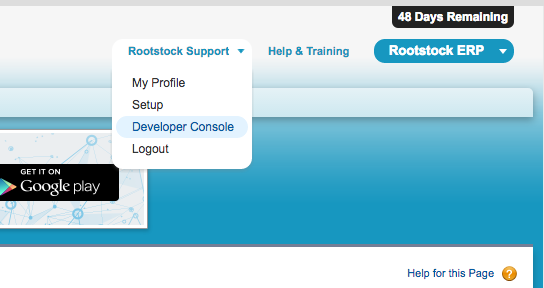 48 Days Remaining
Rootstock Support
Help & Training
Rootstock ERP
My Profile
Setup
Developer Console
Logout
GET IT ON
Google play
Help for this Page
?